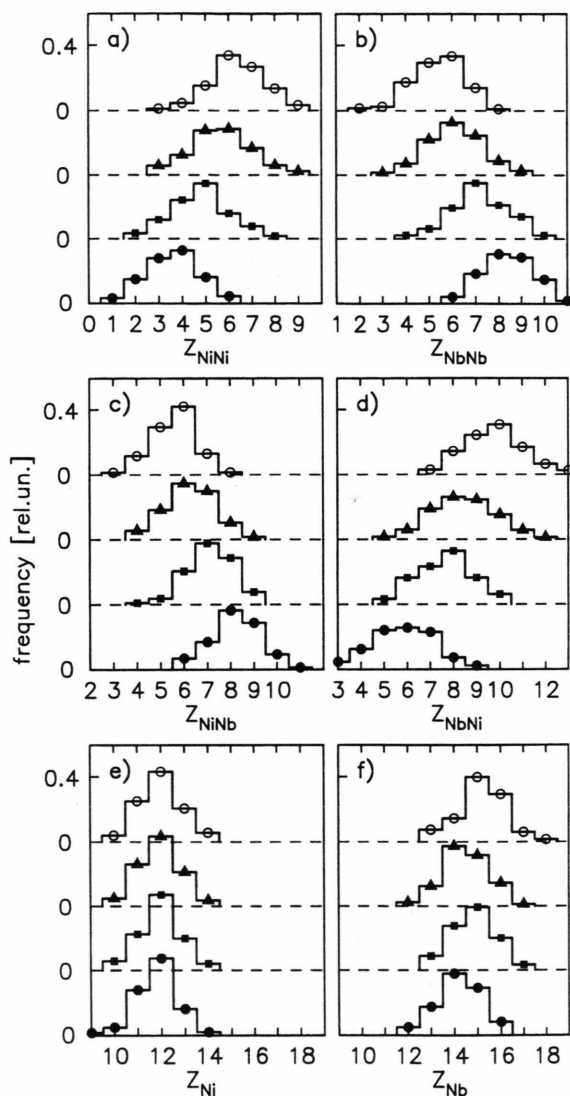 a) b)
0.4
0
0
0
0
0 1 2 3 4 5 6 7 8 9
1 2 3 4 5 6 7 8 9 10
Z_NiNi Z_NbNb
c) d)
0.4
0
0
0
0
2 3 4 5 6 7 8 9 10
3 4 5 6 7 8 9 10 12
Z_NiNb Z_NbNi
frequency [rel.un.]
e) f)
0.4
0
0
0
0
10 12 14 16 18
10 12 14 16 18
Z_Ni Z_Nb